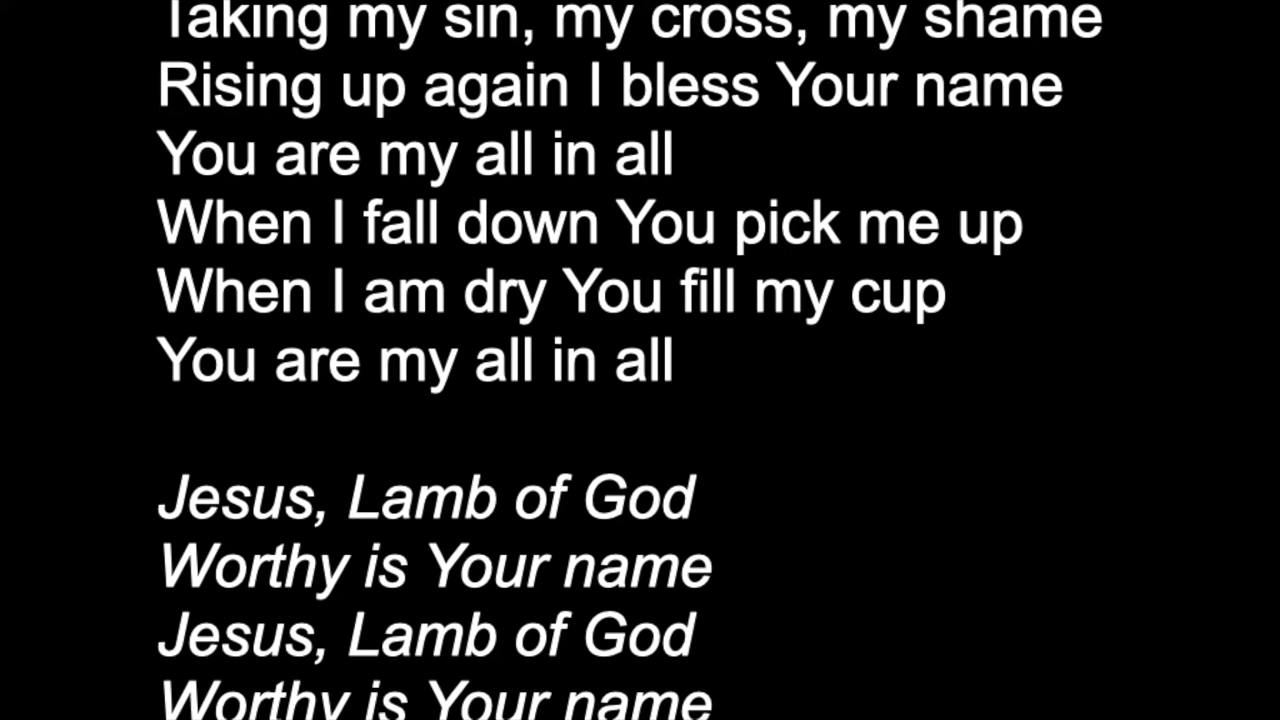 Taking my sin, my cross, my shame
Rising up again I bless Your name
You are my all in all
When I fall down You pick me up
When I am dry You fill my cup
You are my all in all
Jesus, Lamb of God
Worthy is Your name
Jesus, Lamb of God
Worthy is Your name